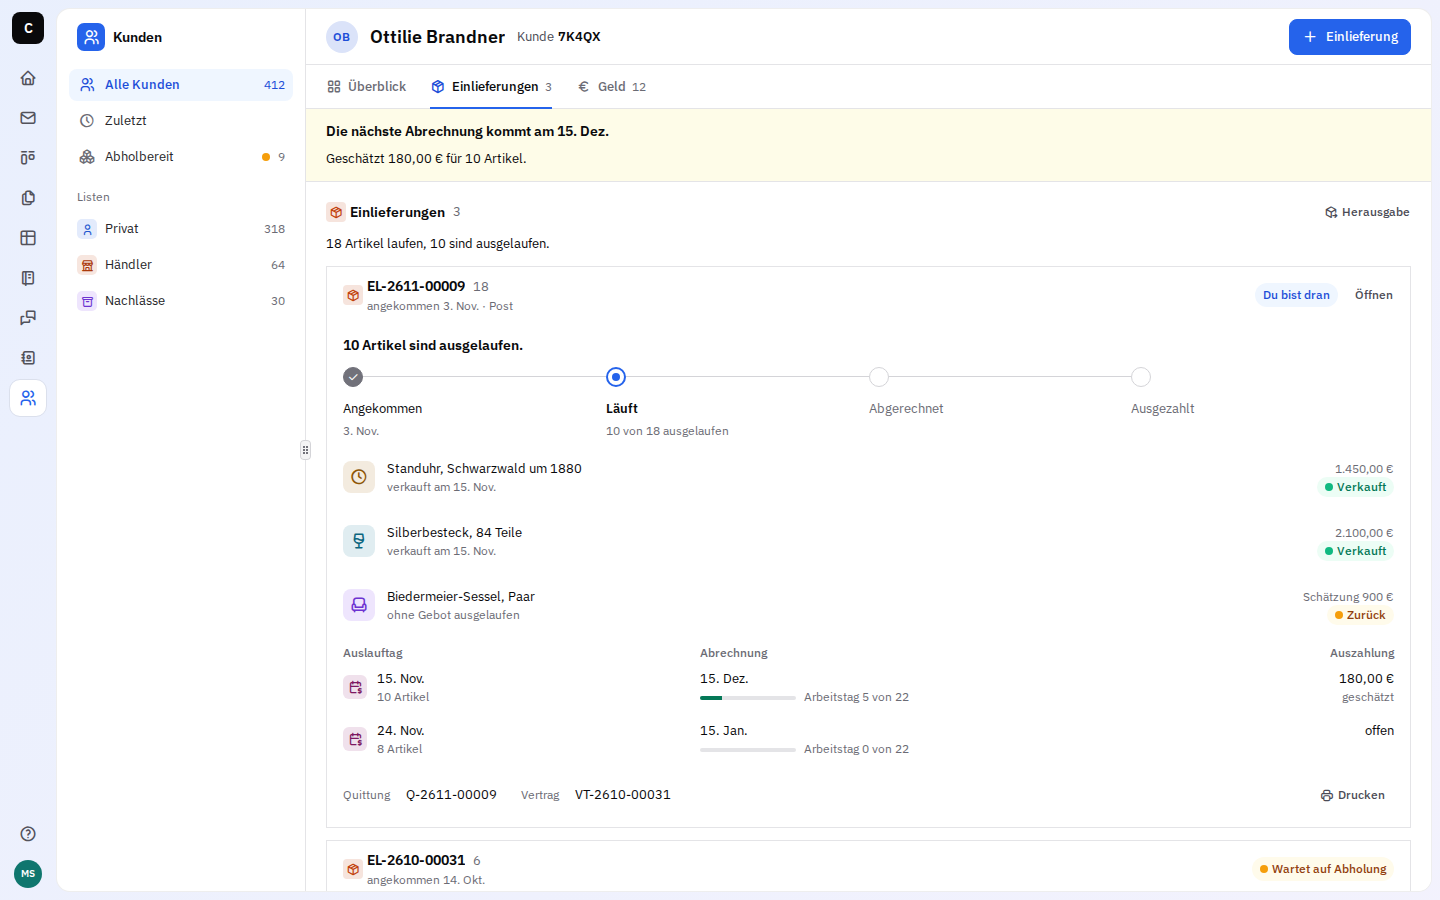 C
Kunden
Alle Kunden 412
Zuletzt
Abholbereit 9
Listen
Privat 318
Händler 64
Nachlässe 30
MS
OB Ottilie Brandner Kunde 7K4QX
Einlieferung
Überblick Einlieferungen 3 Geld 12
Die nächste Abrechnung kommt am 15. Dez.
Geschätzt 180,00 € für 10 Artikel.
Einlieferungen 3 Herausgabe
18 Artikel laufen, 10 sind ausgelaufen.
EL-2611-00009 18
angekommen 3. Nov. · Post
Du bist dran Öffnen
10 Artikel sind ausgelaufen.
Angekommen Läuft Abgerechnet Ausgezahlt
3. Nov. 10 von 18 ausgelaufen
Standuhr, Schwarzwald um 1880 1.450,00 €
verkauft am 15. Nov. Verkauft
Silberbesteck, 84 Teile 2.100,00 €
verkauft am 15. Nov. Verkauft
Biedermeier-Sessel, Paar Schätzung 900 €
ohne Gebot ausgelaufen Zurück
Auslauftag Abrechnung Auszahlung
15. Nov. 15. Dez. 180,00 €
10 Artikel Arbeitstag 5 von 22 geschätzt
24. Nov. 15. Jan. offen
8 Artikel Arbeitstag 0 von 22
Quittung Q-2611-00009 Vertrag VT-2610-00031 Drucken
EL-2610-00031 6
angekommen 14. Okt.
Wartet auf Abholung